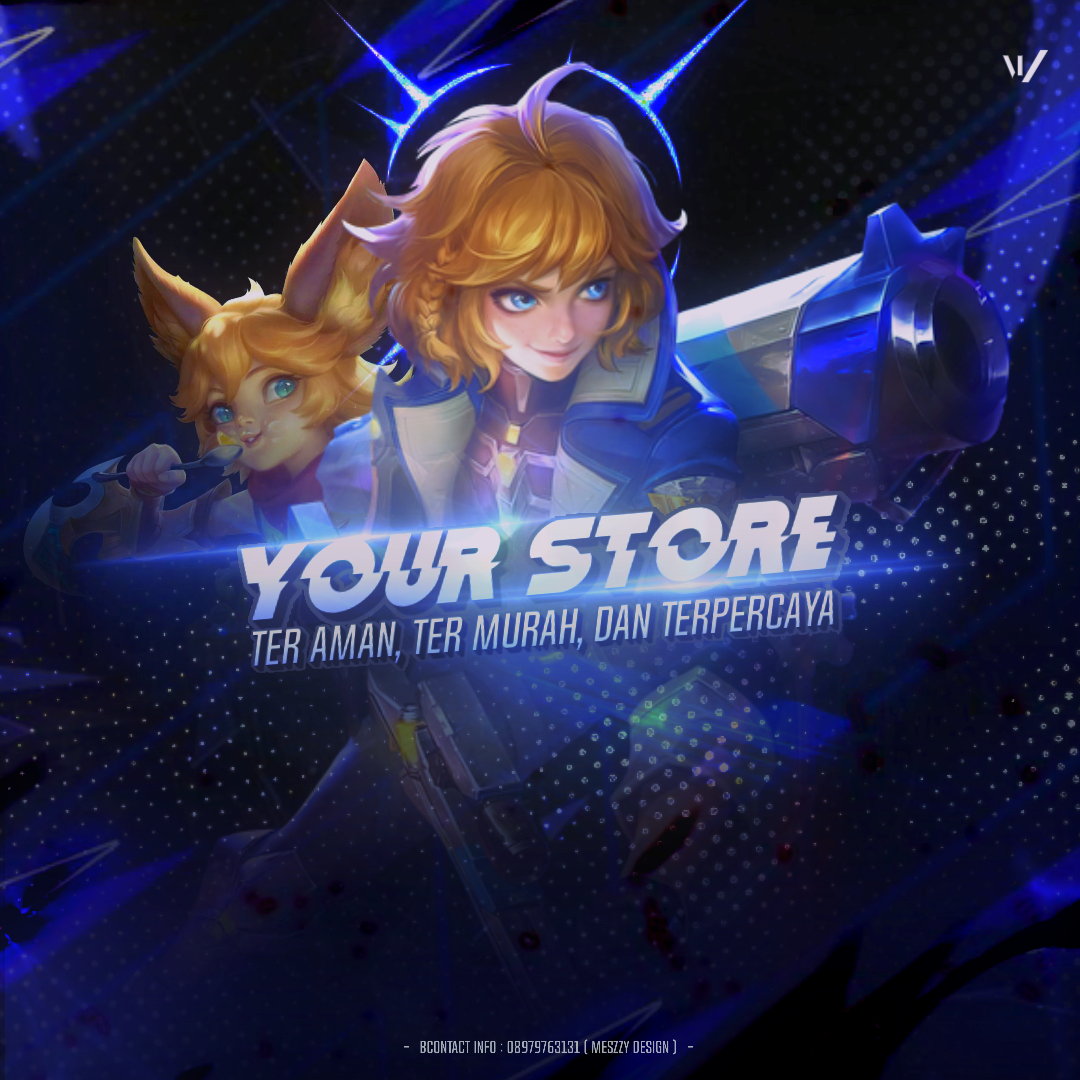 YOUR STORE
TER AMAN, TER MURAH, DAN TERPERCAYA
- BCONTACT INFO : 08979763131 ( MESZZY DESIGN ) -